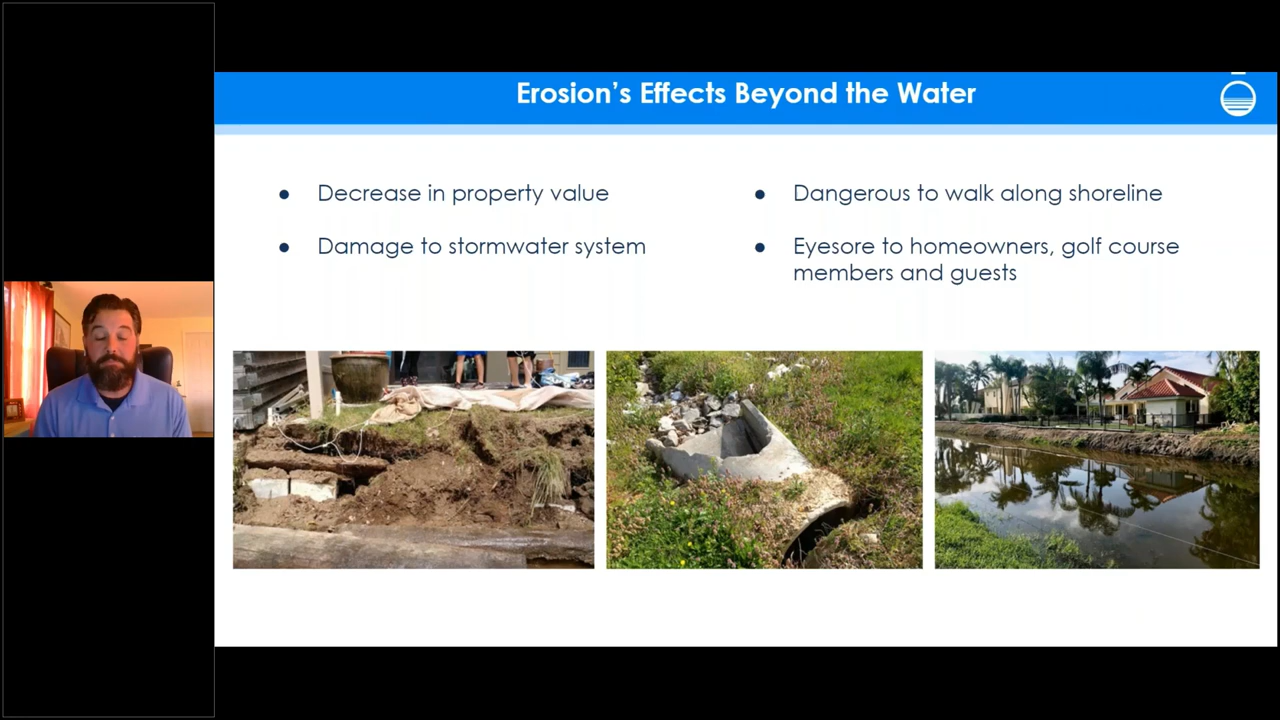 Erosion's Effects Beyond the Water
● Decrease in property value
● Damage to stormwater system
● Dangerous to walk along shoreline
● Eyesore to homeowners, golf course
members and guests